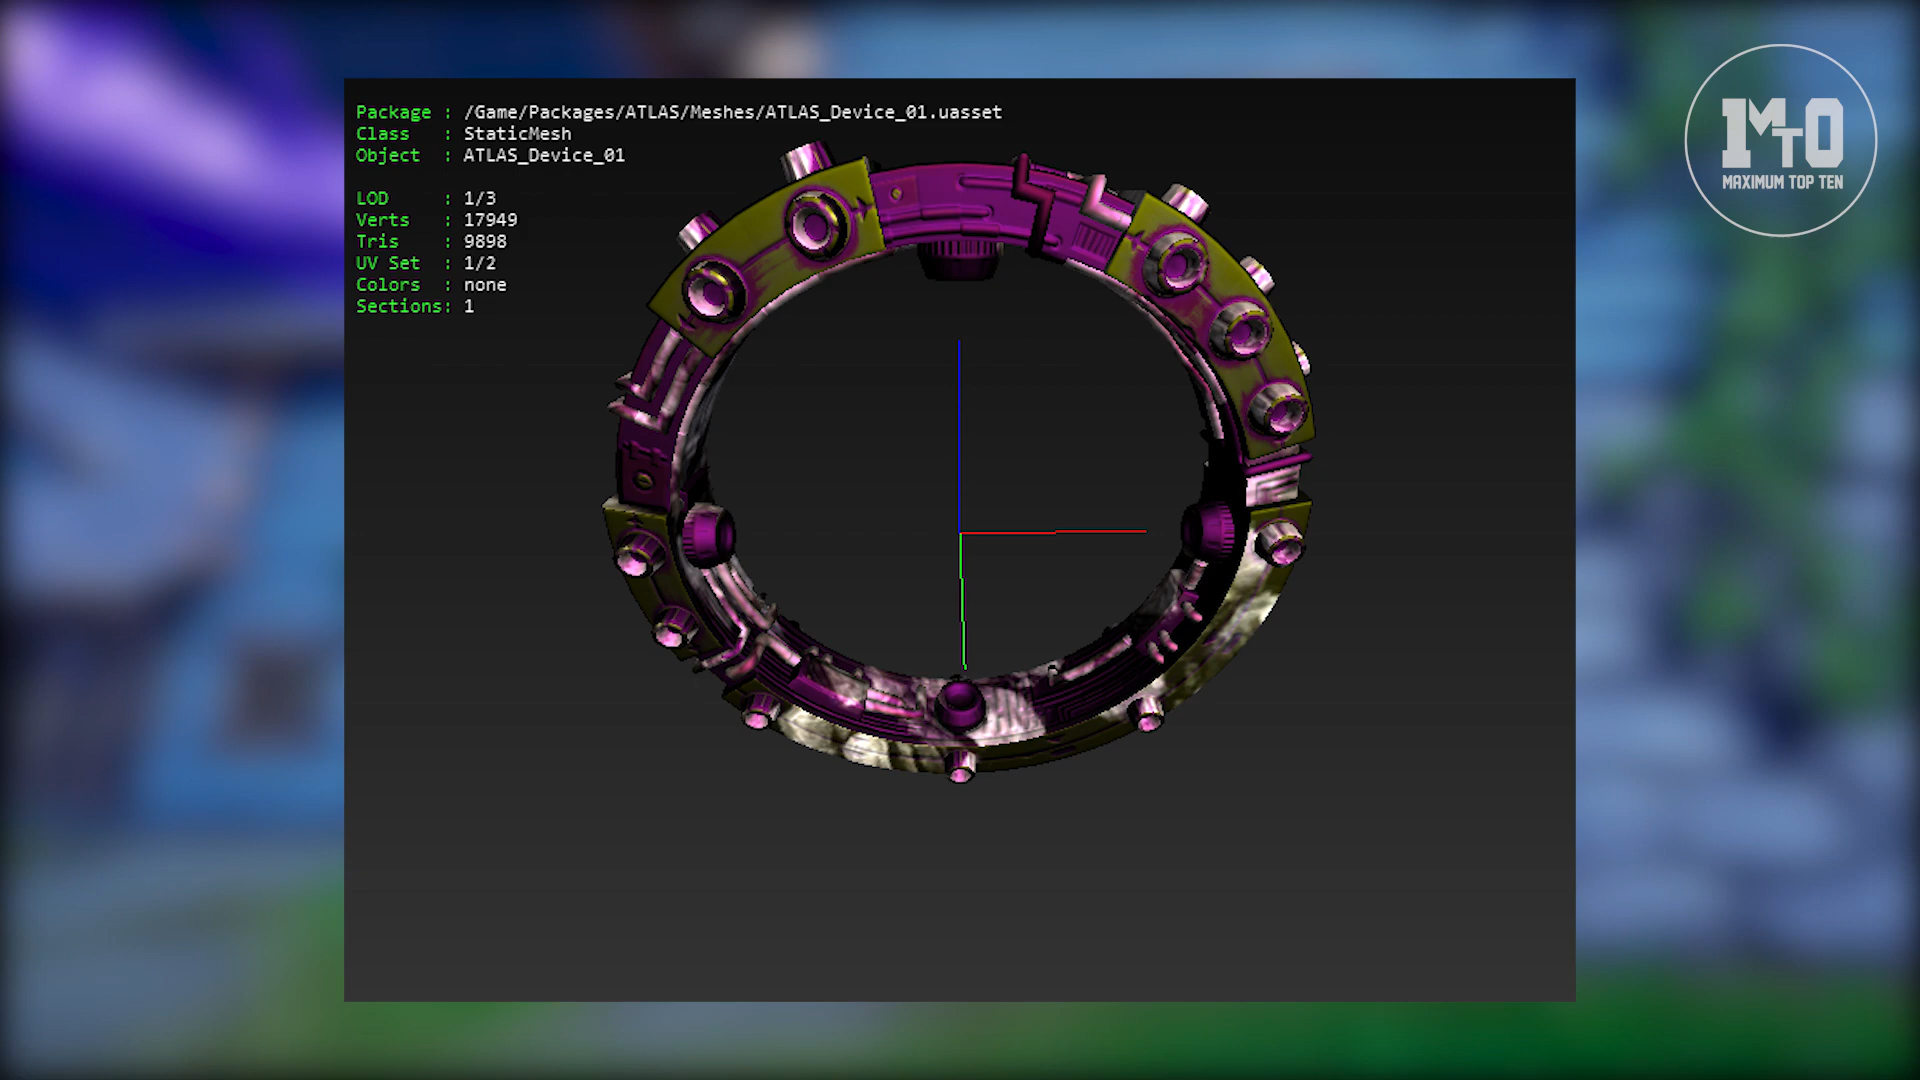 Package : /Game/Packages/ATLAS/Meshes/ATLAS_Device_01.uasset
Class : StaticMesh
Object : ATLAS_Device_01
LOD : 1/3
Verts : 17949
Tris : 9898
UV Set : 1/2
Colors : none
Sections: 1
1MT0
MAXIMUM TOP TEN